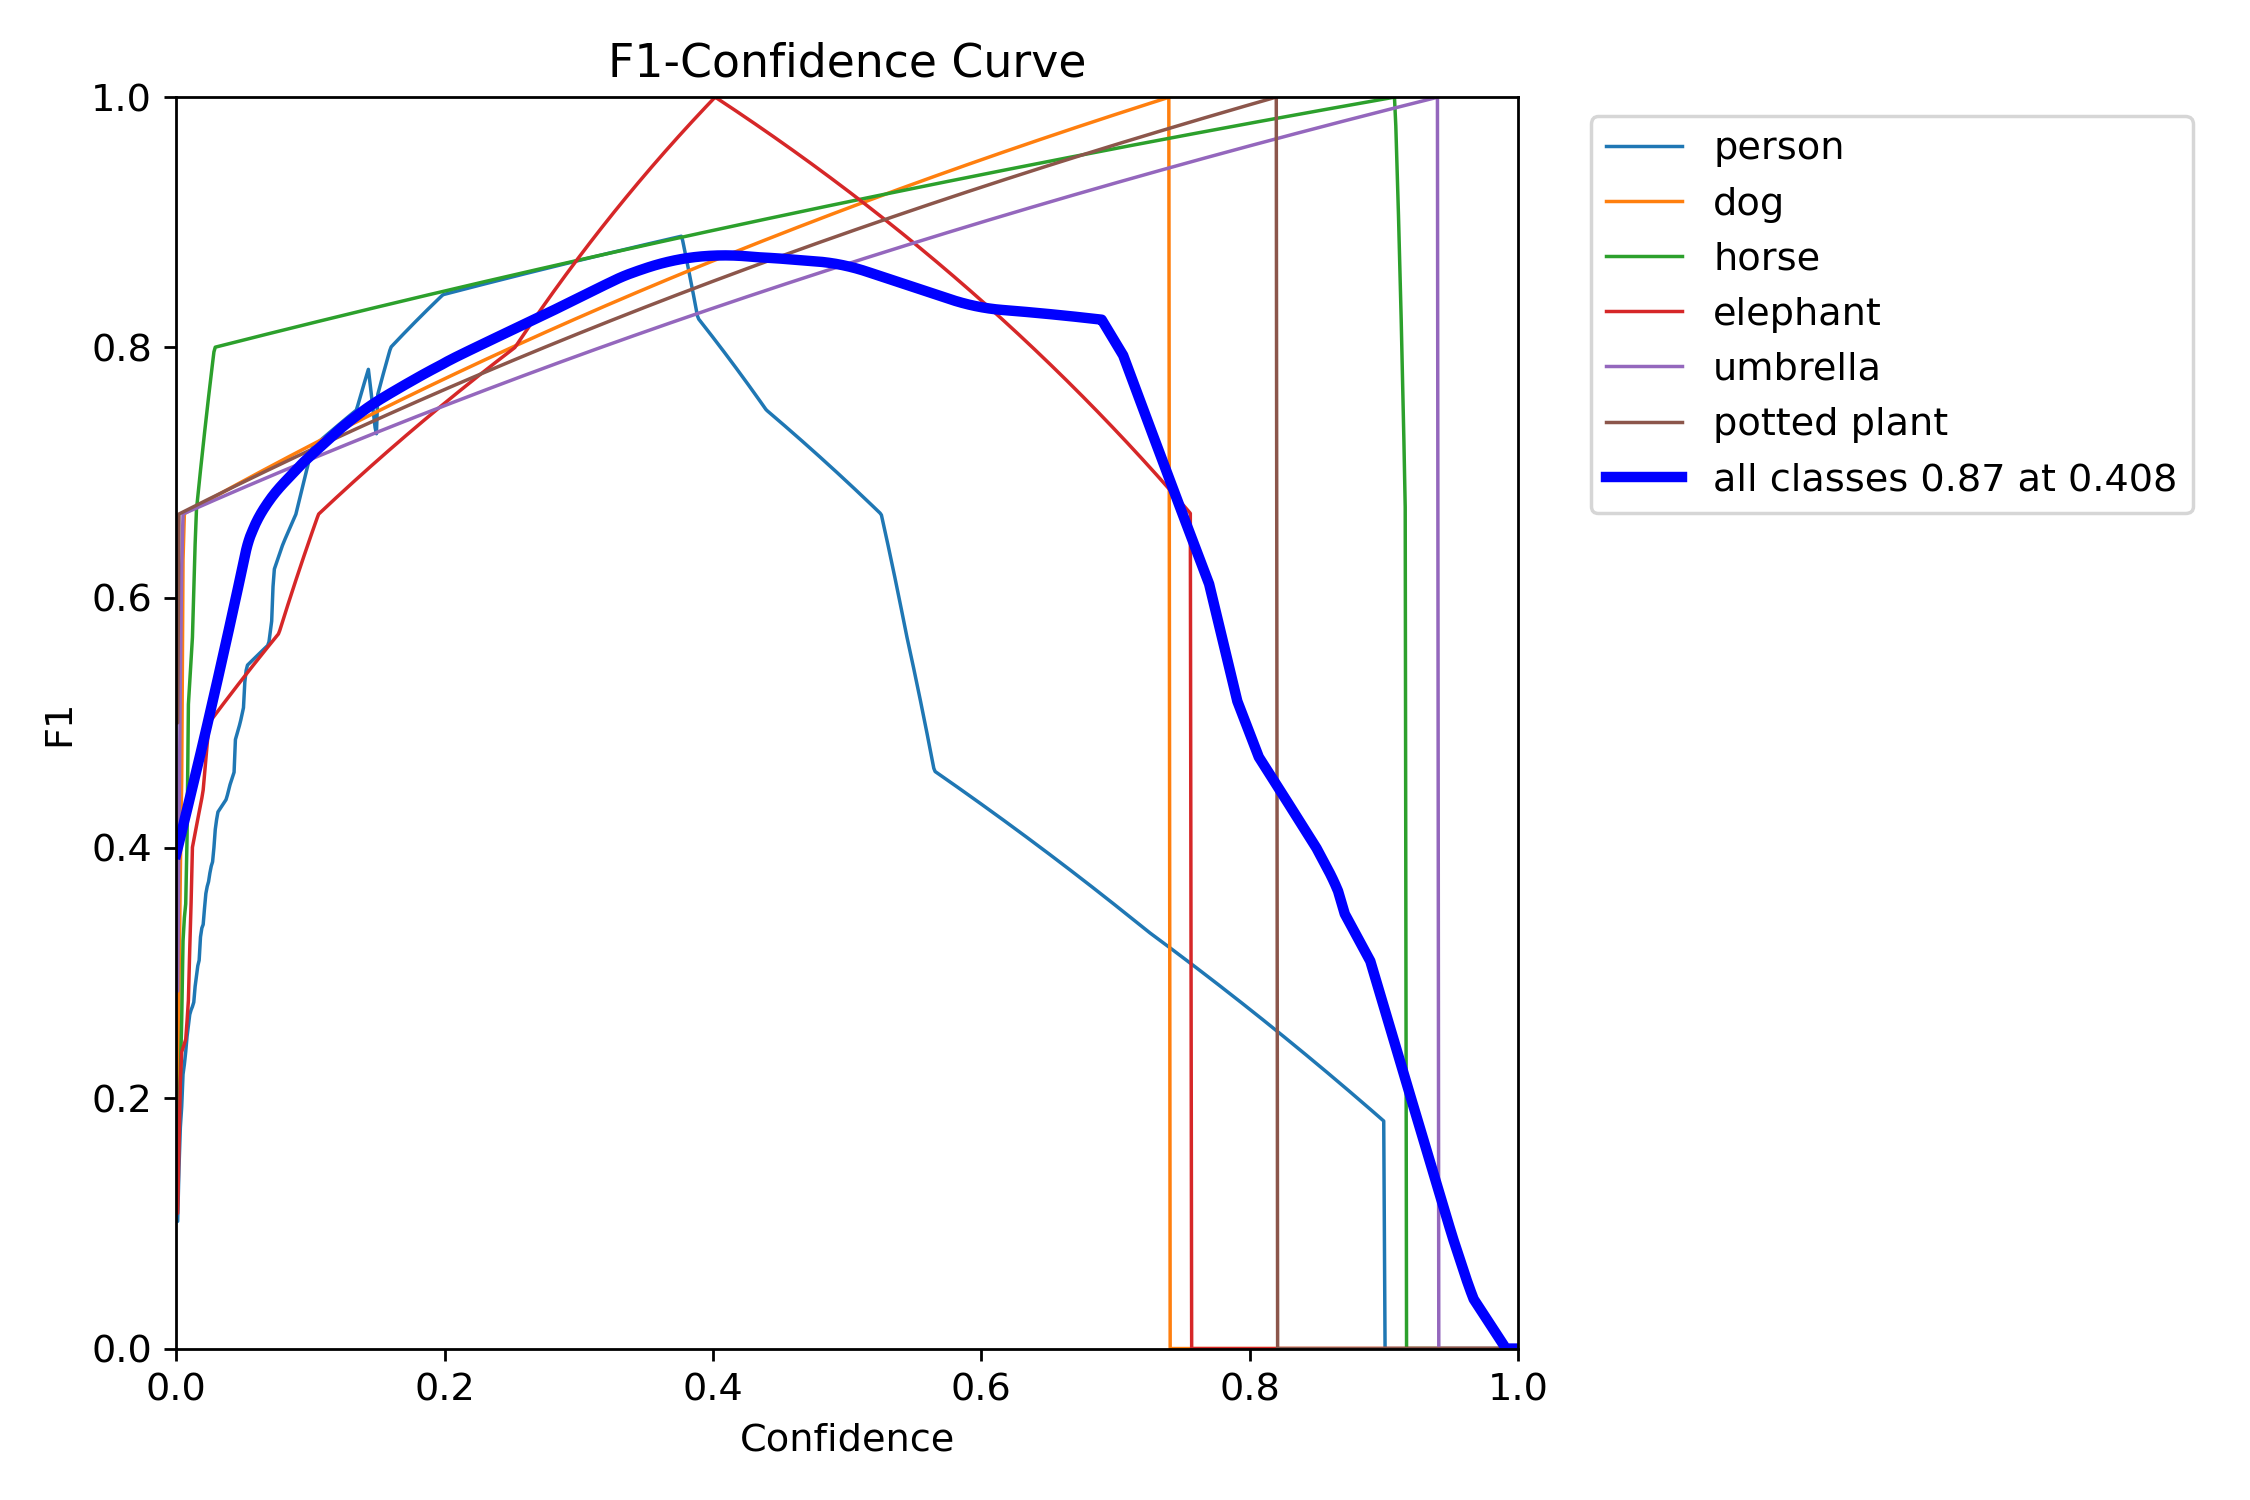 F1-Confidence Curve
1.0
0.8
0.6
0.4
0.2
0.0
F1
0.0 0.2 0.4 0.6 0.8 1.0
Confidence
person
dog
horse
elephant
umbrella
potted plant
all classes 0.87 at 0.408